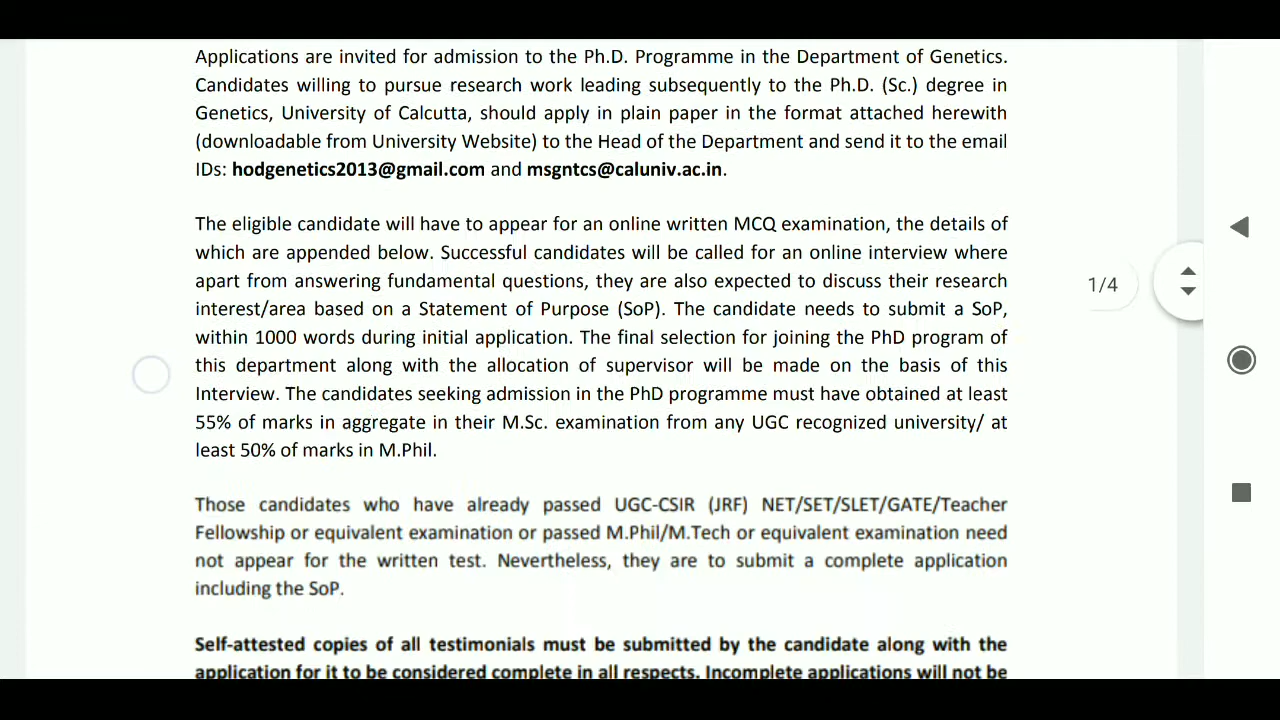 Applications are invited for admission to the Ph.D. Programme in the Department of Genetics.
Candidates willing to pursue research work leading subsequently to the Ph.D. (Sc.) degree in
Genetics, University of Calcutta, should apply in plain paper in the format attached herewith
(downloadable from University Website) to the Head of the Department and send it to the email
IDs: hodgenetics2013@gmail.com and msgntcs@caluniv.ac.in.
The eligible candidate will have to appear for an online written MCQ examination, the details of
which are appended below. Successful candidates will be called for an online interview where
apart from answering fundamental questions, they are also expected to discuss their research
interest/area based on a Statement of Purpose (SoP). The candidate needs to submit a SoP,
within 1000 words during initial application. The final selection for joining the PhD program of
this department along with the allocation of supervisor will be made on the basis of this
Interview. The candidates seeking admission in the PhD programme must have obtained at least
55% of marks in aggregate in their M.Sc. examination from any UGC recognized university/ at
least 50% of marks in M.Phil.
Those candidates who have already passed UGC-CSIR (JRF) NET/SET/SLET/GATE/Teacher
Fellowship or equivalent examination or passed M.Phil/M.Tech or equivalent examination need
not appear for the written test. Nevertheless, they are to submit a complete application
including the SoP.
Self-attested copies of all testimonials must be submitted by the candidate along with the
application for it to be considered complete in all respects. Incomplete applications will not be
1/4